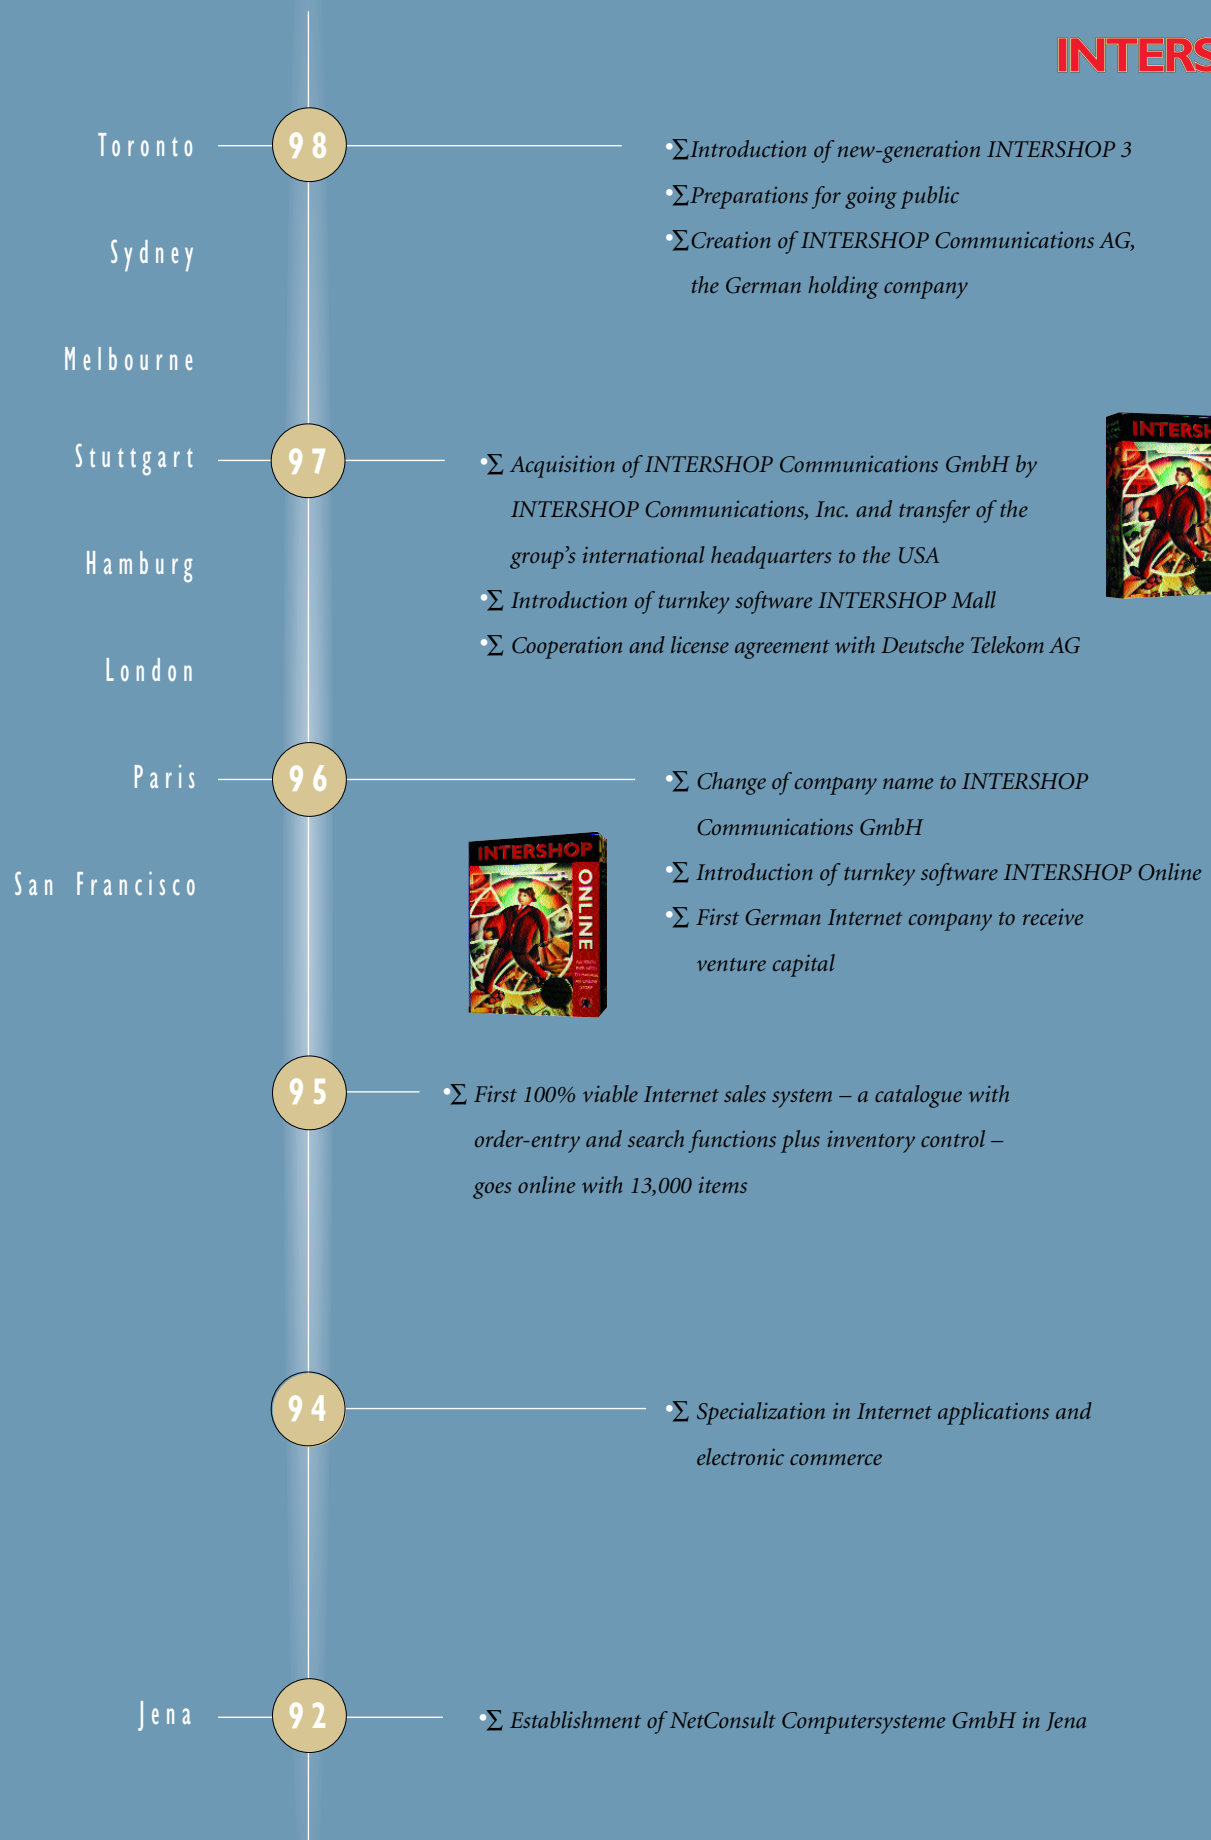 INTERS
Toronto
98
•∑Introduction of new-generation INTERSHOP 3
•∑Preparations for going public
•∑Creation of INTERSHOP Communications AG,
the German holding company
Sydney
Melbourne
Stuttgart
97
•∑ Acquisition of INTERSHOP Communications GmbH by
INTERSHOP Communications, Inc. and transfer of the
group’s international headquarters to the USA
•∑ Introduction of turnkey software INTERSHOP Mall
•∑ Cooperation and license agreement with Deutsche Telekom AG
INTERSH
Hamburg
London
Paris
96
•∑ Change of company name to INTERSHOP
Communications GmbH
•∑ Introduction of turnkey software INTERSHOP Online
•∑ First German Internet company to receive
venture capital
San Francisco
INTERSHOP
ONLINE
95
•∑ First 100% viable Internet sales system – a catalogue with
order-entry and search functions plus inventory control –
goes online with 13,000 items
94
•∑ Specialization in Internet applications and
electronic commerce
Jena
92
•∑ Establishment of NetConsult Computersysteme GmbH in Jena